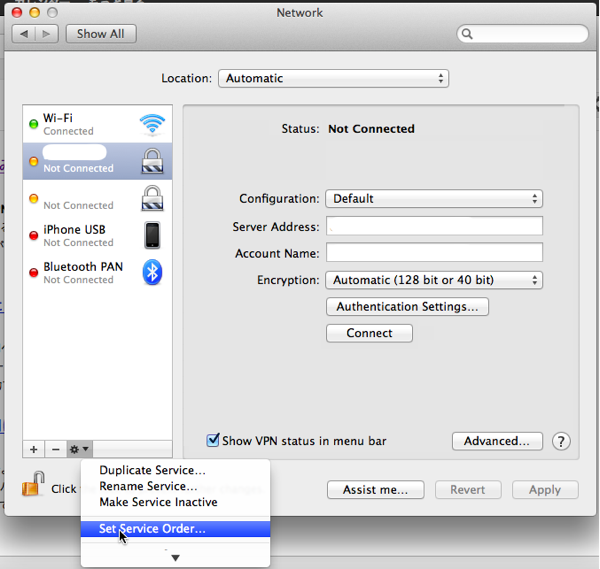 Network
Show All
Location: Automatic
Wi-Fi
Connected
Not Connected
Not Connected
iPhone USB
Not Connected
Bluetooth PAN
Not Connected
Status: Not Connected
Configuration: Default
Server Address:
Account Name:
Encryption: Automatic (128 bit or 40 bit)
Authentication Settings...
Connect
Show VPN status in menu bar
Advanced...
?
Click
Duplicate Service...
Rename Service...
Make Service Inactive
Set Service Order...
Assist me...
Revert
Apply